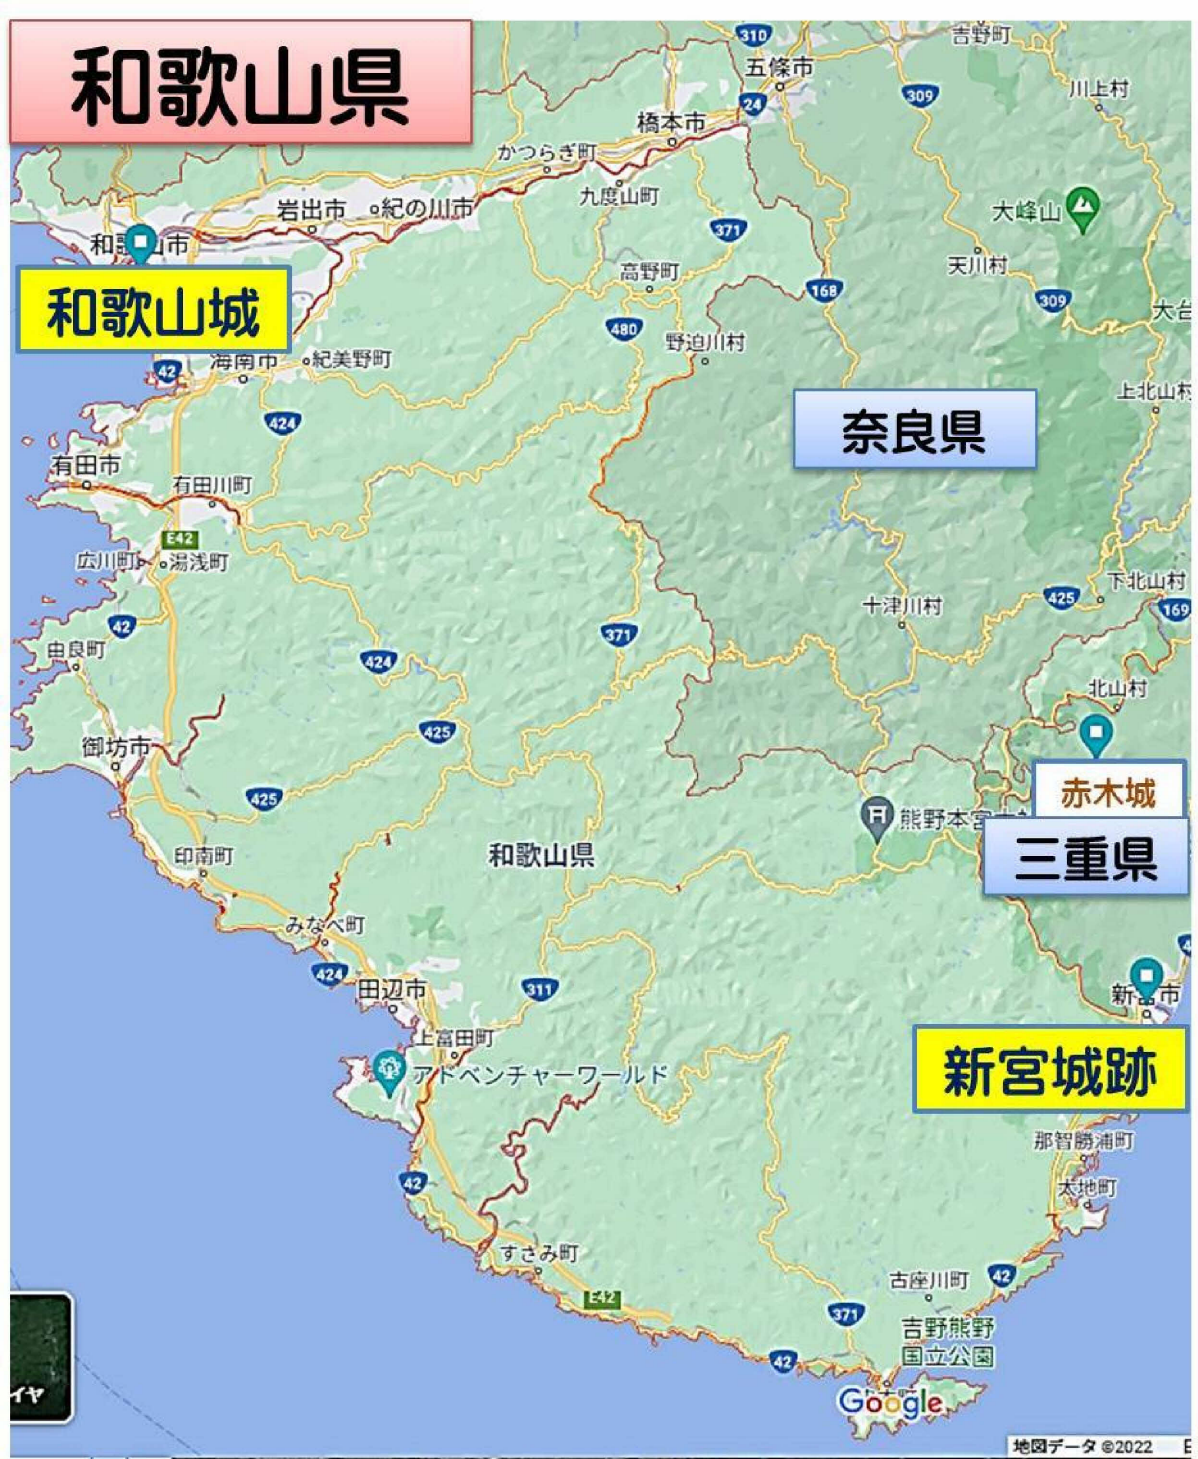 和歌山県
310
吉野町
五條市
24
309
川上村
橋本市
かつらぎ町
九度山町
岩出市
紀の川市
大峰山
371
天川村
和歌山市
高野町
168
309
和歌山城
480
野迫川村
海南市
紀美野町
42
上北山村
424
奈良県
有田市
有田川町
E42
広川町
湯浅町
下北山村
425
十津川村
169
42
371
由良町
424
北山村
425
御坊市
425
赤木城
熊野本宮大
和歌山県
三重県
印南町
みなべ町
424
田辺市
311
新宮市
上富田町
アドベンチャーワールド
新宮城跡
那智勝浦町
42
太地町
すさみ町
古座川町
42
E42
371
吉野熊野
国立公園
42
イヤ
Google
地図データ ©2022